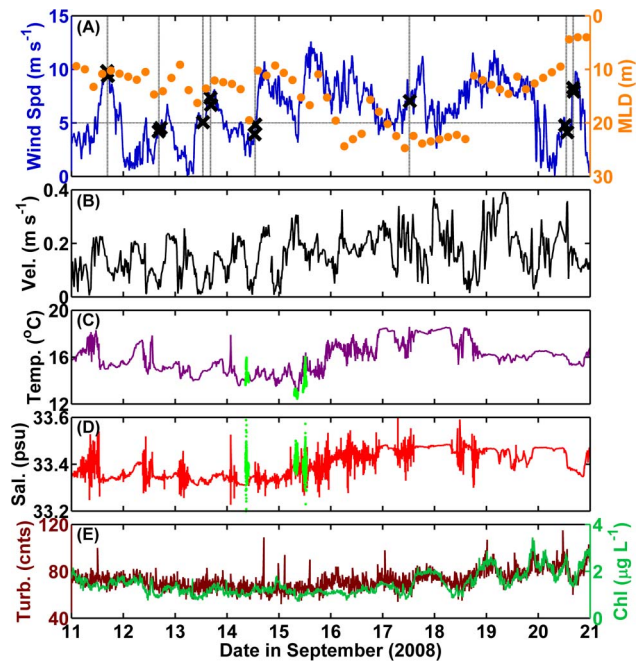 (A)
15
10
5
0
Wind Spd (m s⁻¹)
0
10
20
30
MLD (m)
(B)
0.4
0.2
0
Vel. (m s⁻¹)
(C)
20
16
12
Temp. (°C)
(D)
33.6
33.4
33.2
Sal. (psu)
(E)
120
80
40
Turb. (cnts)
4
2
0
Chl (µg L⁻¹)
11 12 13 14 15 16 17 18 19 20 21
Date in September (2008)